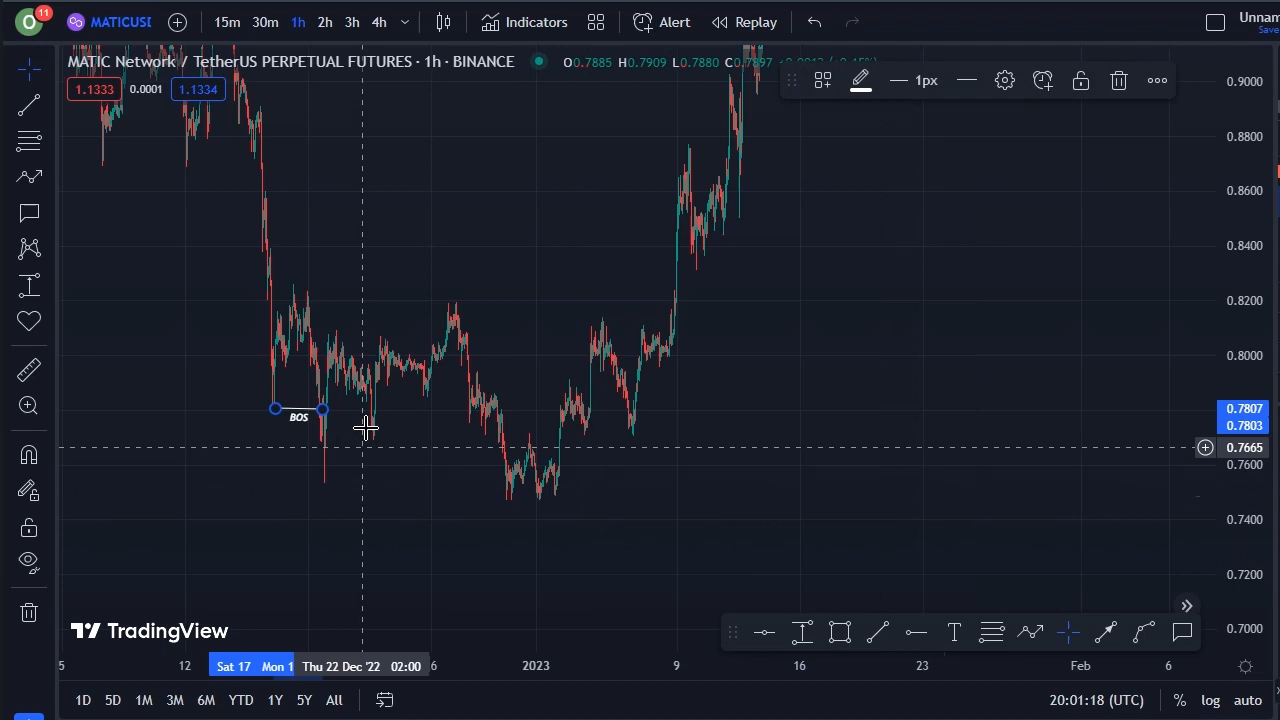 O 11 MATICUSI 15m 30m 1h 2h 3h 4h Indicators Alert Replay Unnam
Save
MATIC Network / TetherUS PERPETUAL FUTURES · 1h · BINANCE O0.7885 H0.7909 L0.7880
1.1333 0.0001 1.1334
1px
0.9000
0.8800
0.8600
0.8400
0.8200
0.8000
0.7807
BOS
0.7803
0.7665
0.7600
0.7400
0.7200
0.7000
TradingView
5 12 Sat 17 Mon 1 Thu 22 Dec '22 02:00 6 2023 9 16 23 Feb 6
1D 5D 1M 3M 6M YTD 1Y 5Y All 20:01:18 (UTC) % log auto